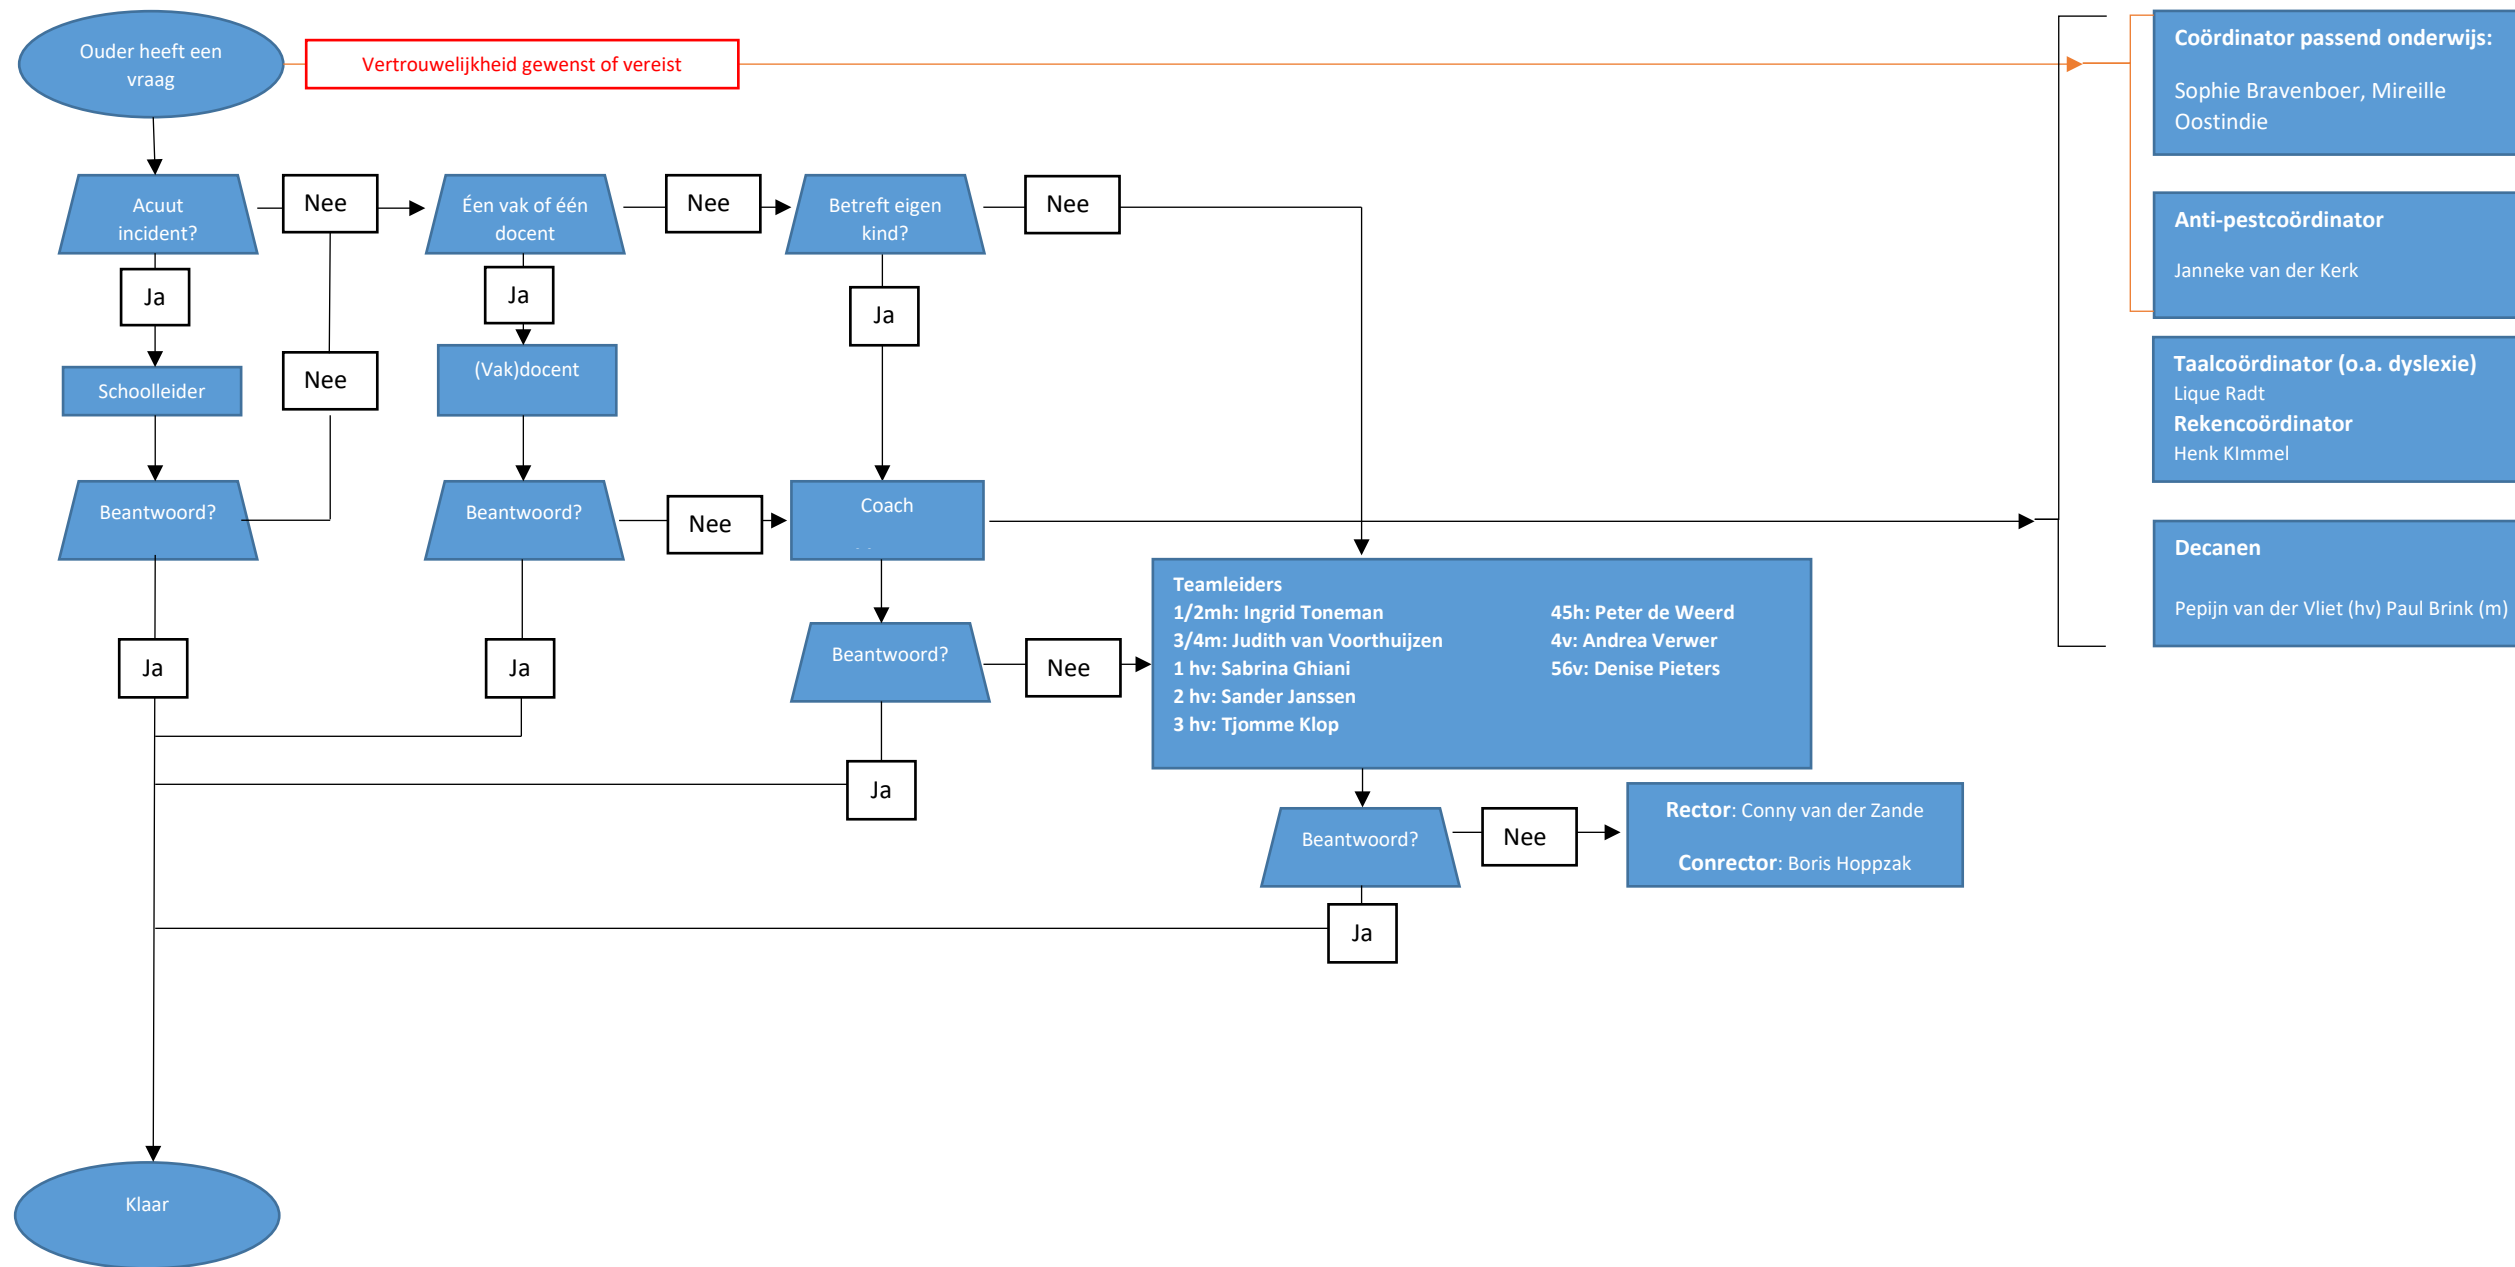 Ouder heeft een
vraag
Vertrouwelijkheid gewenst of vereist
Coördinator passend onderwijs:
Sophie Bravenboer, Mireille
Oostindie
Acuut
incident?
Nee
Éen vak of één
docent
Nee
Betreft eigen
kind?
Nee
Anti-pestcoördinator
Janneke van der Kerk
Ja
Ja
Ja
Schoolleider
Nee
(Vak)docent
Taalcoördinator (o.a. dyslexie)
Lique Radt
Rekencoördinator
Henk KImmel
Beantwoord?
Beantwoord?
Nee
Coach
Decanen
Pepijn van der Vliet (hv) Paul Brink (m)
Teamleiders
1/2mh: Ingrid Toneman
3/4m: Judith van Voorthuijzen
1 hv: Sabrina Ghiani
2 hv: Sander Janssen
3 hv: Tjomme Klop
45h: Peter de Weerd
4v: Andrea Verwer
56v: Denise Pieters
Ja
Ja
Beantwoord?
Nee
Ja
Beantwoord?
Nee
Rector: Conny van der Zande
Conrector: Boris Hoppzak
Ja
Klaar